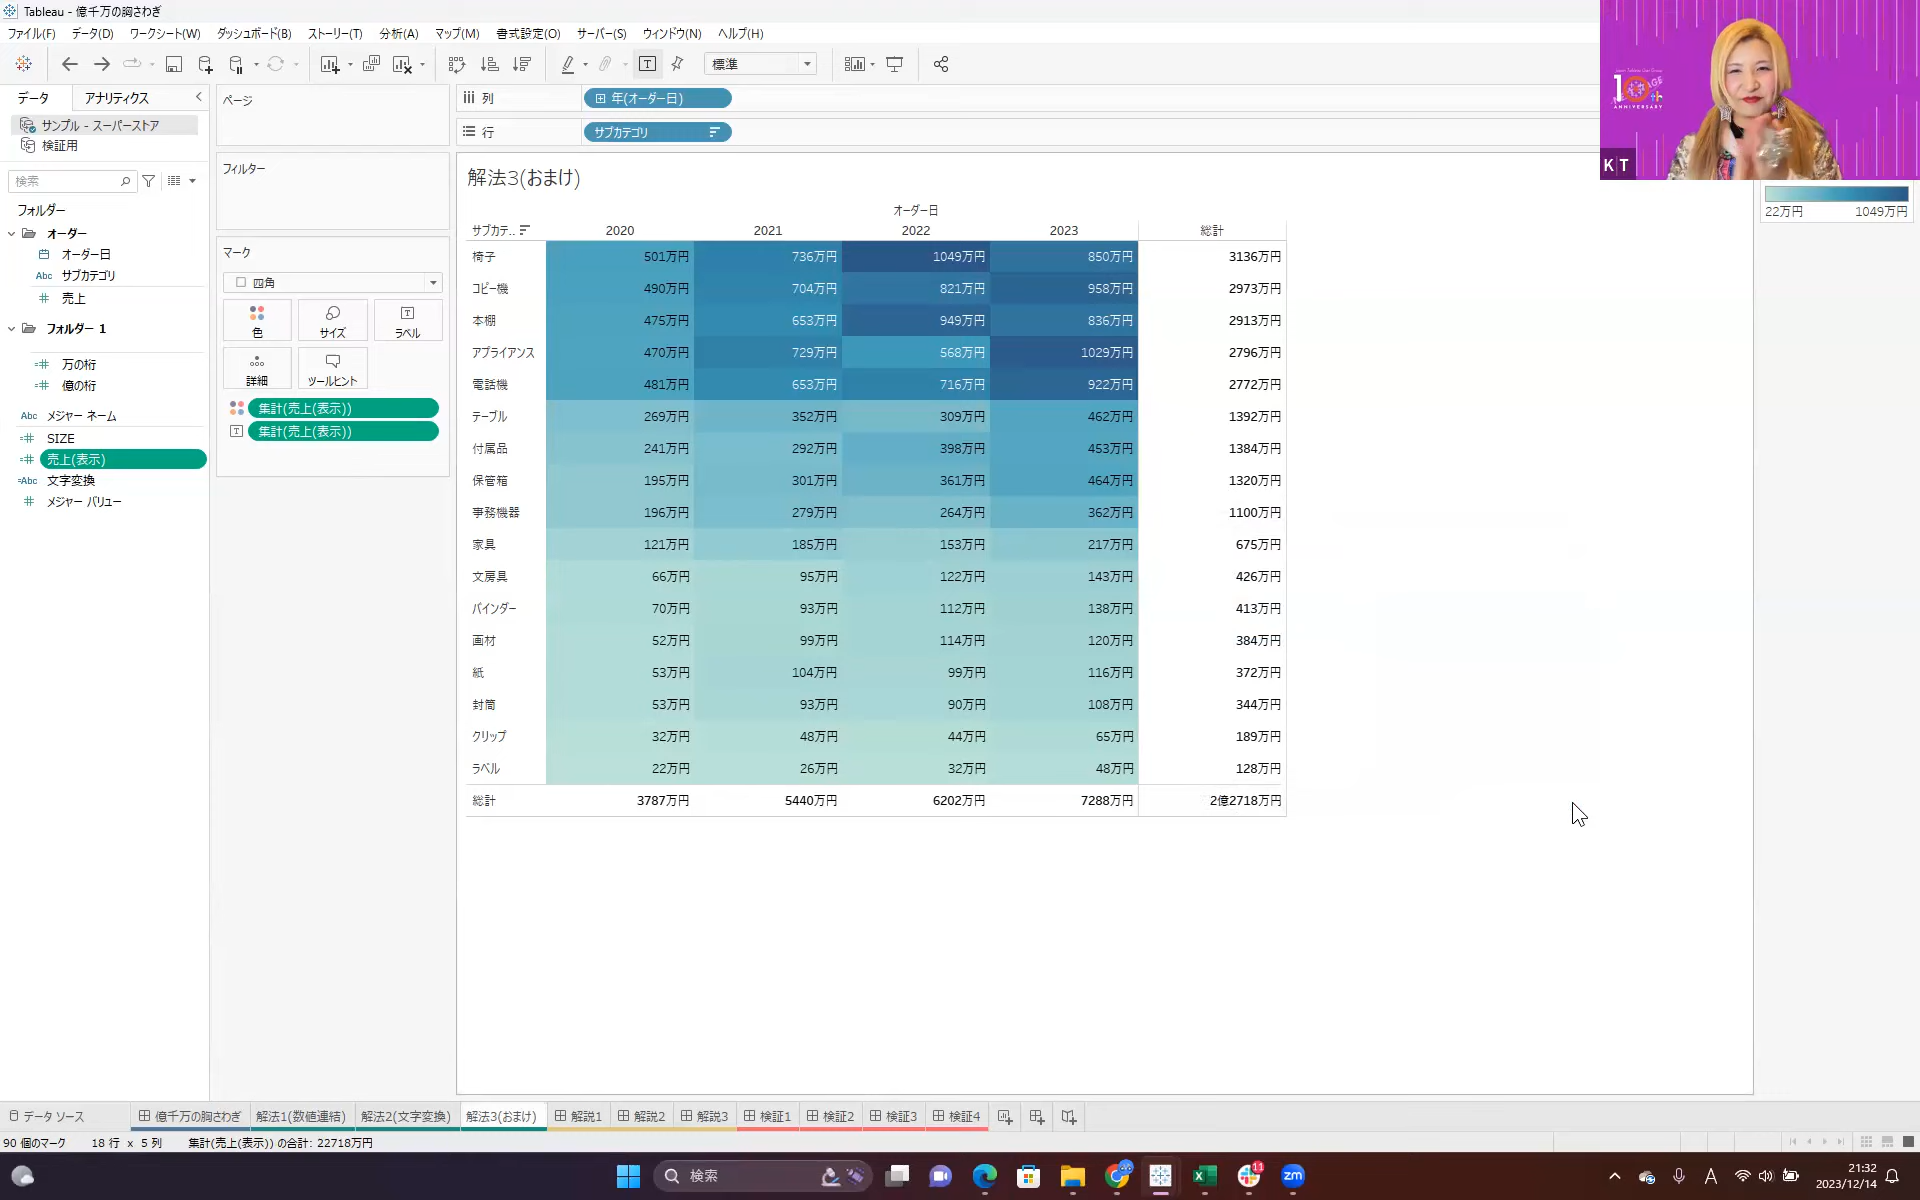 Tableau - 億千万の胸さわぎ
ファイル(F) データ(D) ワークシート(W) ダッシュボード(B) ストーリー(T) 分析(A) マップ(M) 書式設定(O) サーバー(S) ウィンドウ(N) ヘルプ(H)
標準
データ アナリティクス
サンプル - スーパーストア
検証用
検索
フォルダー
オーダー
オーダー日
Abc サブカテゴリ
売上
フォルダー 1
万の桁
億の桁
Abc メジャー ネーム
SIZE
売上(表示)
=Abc 文字変換
メジャー バリュー
ページ
フィルター
マーク
四角
色 サイズ ラベル
詳細 ツールヒント
集計(売上(表示))
集計(売上(表示))
列 年(オーダー日)
行 サブカテゴリ
解法3(おまけ)
オーダー日
サブカテ.. 2020 2021 2022 2023 総計
椅子 501万円 736万円 1049万円 850万円 3136万円
コピー機 490万円 704万円 821万円 958万円 2973万円
本棚 475万円 653万円 949万円 836万円 2913万円
アプライアンス 470万円 729万円 568万円 1029万円 2796万円
電話機 481万円 653万円 716万円 922万円 2772万円
テーブル 269万円 352万円 309万円 462万円 1392万円
付属品 241万円 292万円 398万円 453万円 1384万円
保管箱 195万円 301万円 361万円 464万円 1320万円
事務機器 196万円 279万円 264万円 362万円 1100万円
家具 121万円 185万円 153万円 217万円 675万円
文房具 66万円 95万円 122万円 143万円 426万円
バインダー 70万円 93万円 112万円 138万円 413万円
画材 52万円 99万円 114万円 120万円 384万円
紙 53万円 104万円 99万円 116万円 372万円
封筒 53万円 93万円 90万円 108万円 344万円
クリップ 32万円 48万円 44万円 65万円 189万円
ラベル 22万円 26万円 32万円 48万円 128万円
総計 3787万円 5440万円 6202万円 7288万円 2億2718万円
10th
ANNIVERSARY
K T
22万円 1049万円
データ ソース 億千万の胸さわぎ 解法1(数値連結) 解法2(文字変換) 解法3(おまけ) 解説1 解説2 解説3 検証1 検証2 検証3 検証4
90 個のマーク 18 行 x 5 列 集計(売上(表示)) の合計: 22718万円
検索
11
zm
A
21:32
2023/12/14